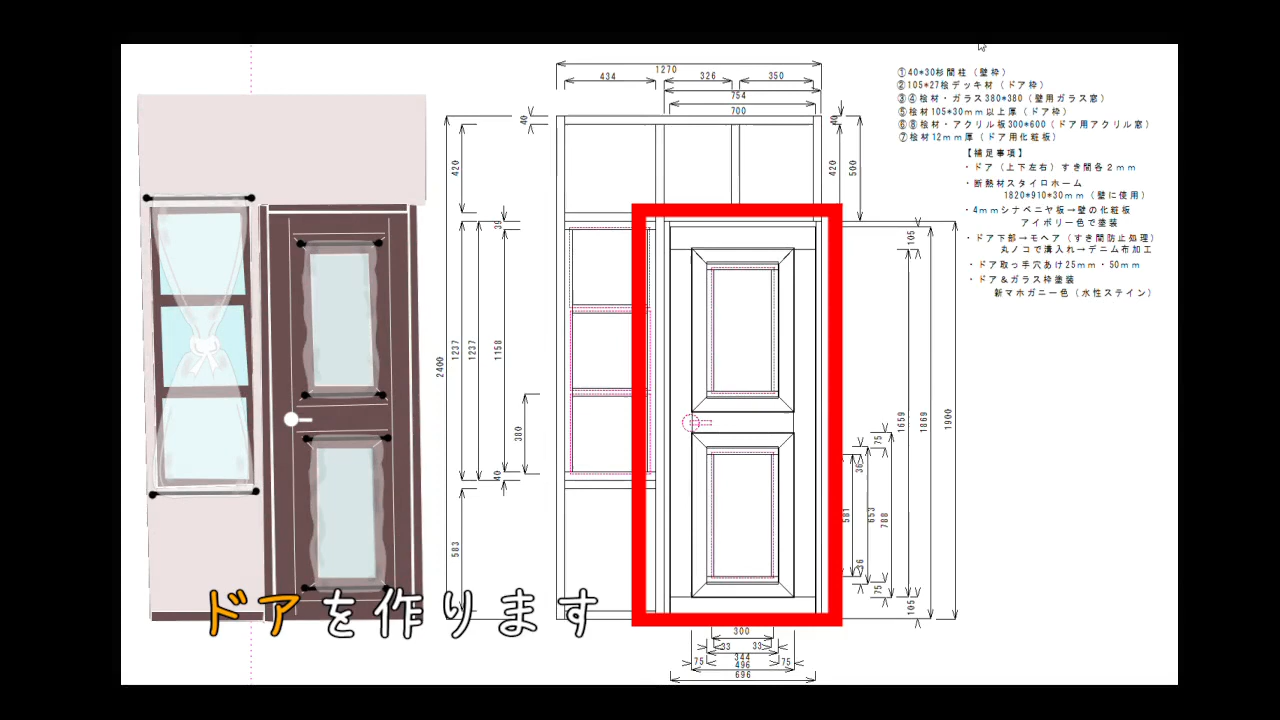 1270
434
326
350
754
700
40
40
420
420
500
39
105
2400
1237
1237
1158
380
40
583
1659
1869
1900
75
36
581
653
788
36
75
105
300
33
33
344
75
496
75
696
①40*30杉間柱(壁枠)
②105*27桧デッキ材(ドア枠)
③④桧材・ガラス380*380(壁用ガラス窓)
⑤桧材105*30mm以上厚(ドア枠)
⑥⑧桧材・アクリル板300*600(ドア用アクリル窓)
⑦桧材12mm厚(ドア用化粧板)
【補足事項】
・ドア(上下左右)すき間各2mm
・断熱材スタイロホーム
1820*910*30mm(壁に使用)
・4mmシナベニヤ板→壁の化粧板
アイボリー色で塗装
・ドア下部→モヘア(すき間防止処理)
丸ノコで溝入れ→デニム布加工
・ドア取っ手穴あけ25mm・50mm
・ドア&ガラス枠塗装
新マホガニー色(水性ステイン)
ドアを作ります